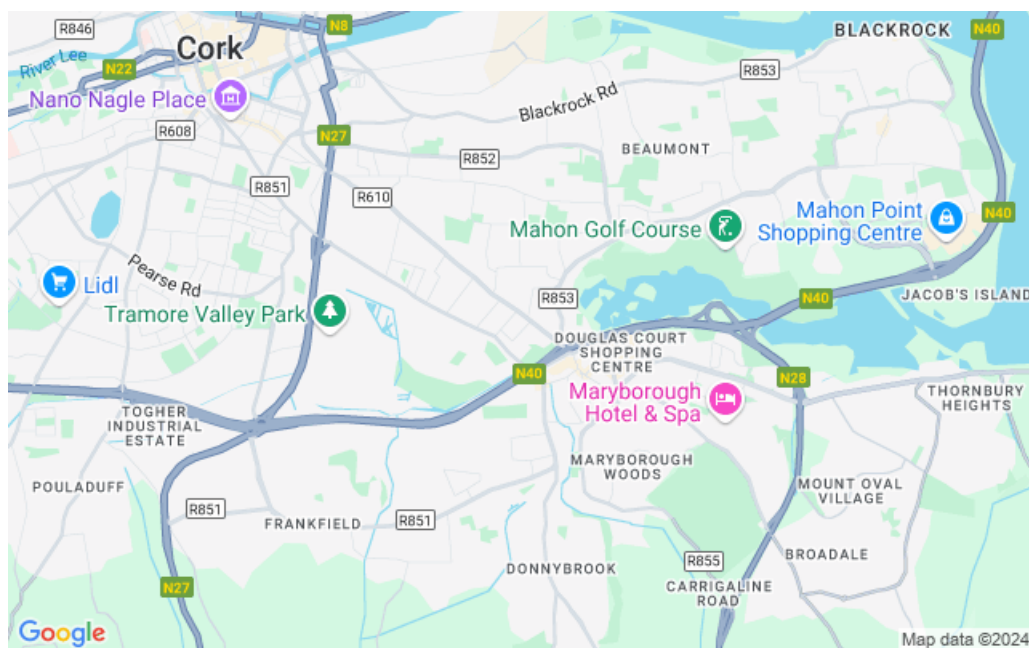 R846
N8
BLACKROCK
N40
Cork
River Lee
N22
R853
Nano Nagle Place
Blackrock Rd
R608
N27
BEAUMONT
R852
R851
R610
Mahon Point
Shopping Centre
N40
Mahon Golf Course
Pearse Rd
Lidl
R853
N40
JACOB'S ISLAND
Tramore Valley Park
DOUGLAS COURT
SHOPPING
CENTRE
N40
N28
Maryborough
Hotel & Spa
THORNBURY
HEIGHTS
TOGHER
INDUSTRIAL
ESTATE
MARYBOROUGH
WOODS
POULADUFF
MOUNT OVAL
VILLAGE
R851
FRANKFIELD
R851
BROADALE
DONNYBROOK
R855
N27
N28
CARRIGALINE
ROAD
Google
Map data ©2024